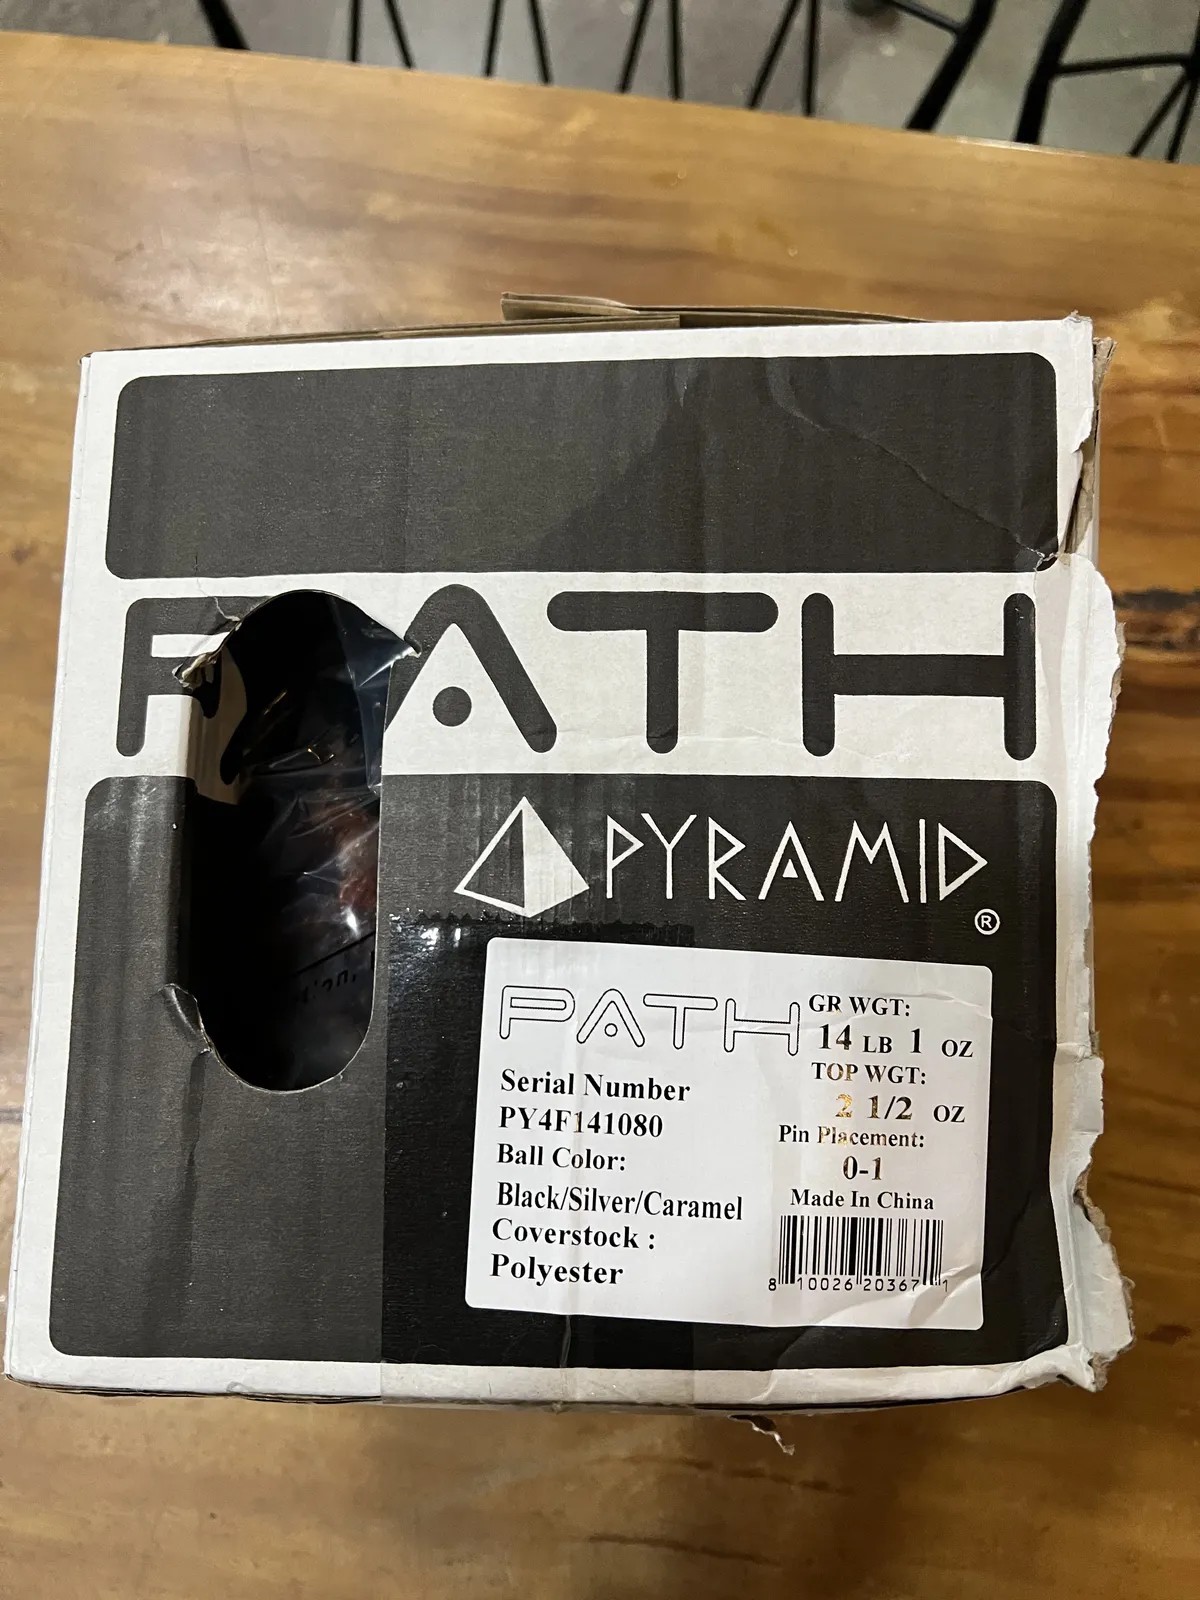 PATH
PYRAMID
®
PATH
GR WGT:
14 LB 1 OZ
TOP WGT:
2 1/2 OZ
Pin Placement:
0-1
Made In China
Serial Number
PY4F141080
Ball Color:
Black/Silver/Caramel
Coverstock :
Polyester
8 10026 20367 1